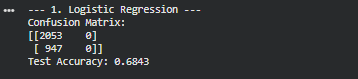 --- 1. Logistic Regression ---
Confusion Matrix:
[[2053    0]
 [ 947    0]]
Test Accuracy: 0.6843